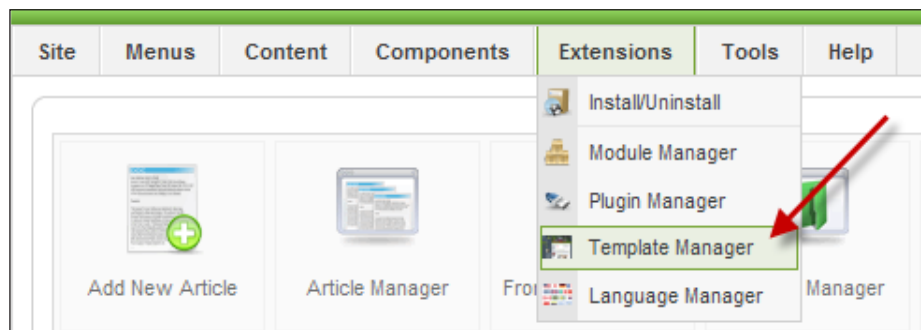 Site Menus Content Components Extensions Tools Help
Install/Uninstall
Module Manager
Plugin Manager
Template Manager
Language Manager
Add New Article Article Manager Manager